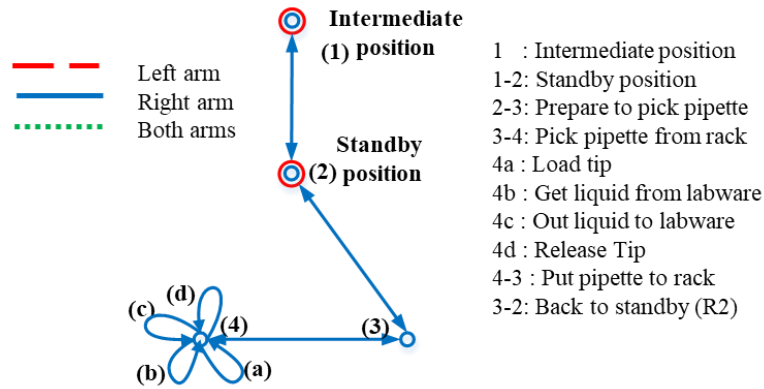 Intermediate
(1) position
Left arm
Right arm
Both arms
Standby
(2) position
(d)
(c)
(4)
(3)
(b)
(a)
1 : Intermediate position
1-2: Standby position
2-3: Prepare to pick pipette
3-4: Pick pipette from rack
4a : Load tip
4b : Get liquid from labware
4c : Out liquid to labware
4d : Release Tip
4-3 : Put pipette to rack
3-2: Back to standby (R2)